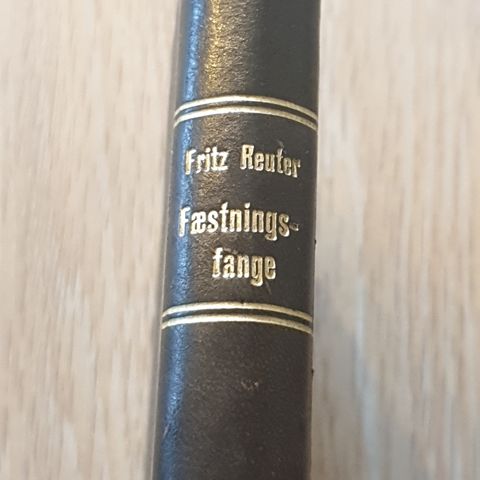 Fritz Reuter
Fæstnings-
fange